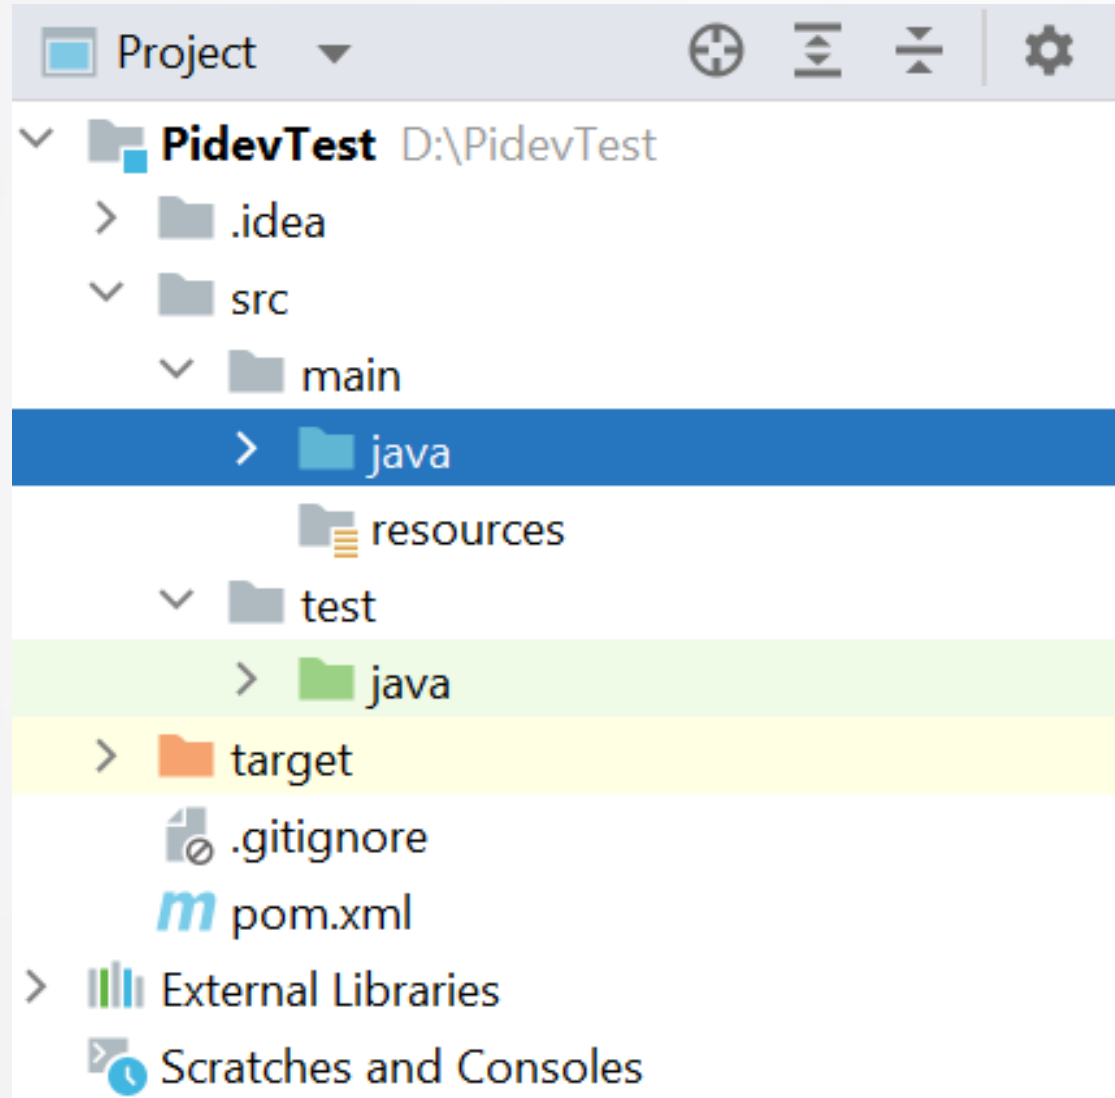 Project
PidevTest D:\PidevTest
.idea
src
main
java
resources
test
java
target
.gitignore
pom.xml
External Libraries
Scratches and Consoles